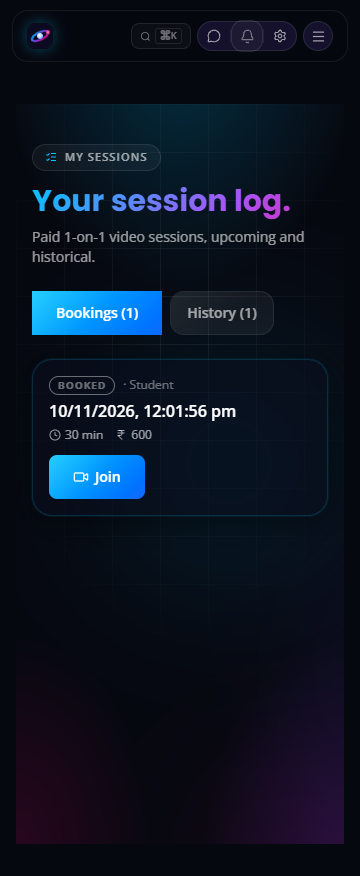 ⌘K
MY SESSIONS
Your session log.
Paid 1-on-1 video sessions, upcoming and
historical.
Bookings (1)
History (1)
BOOKED · Student
10/11/2026, 12:01:56 pm
30 min ₹ 600
Join